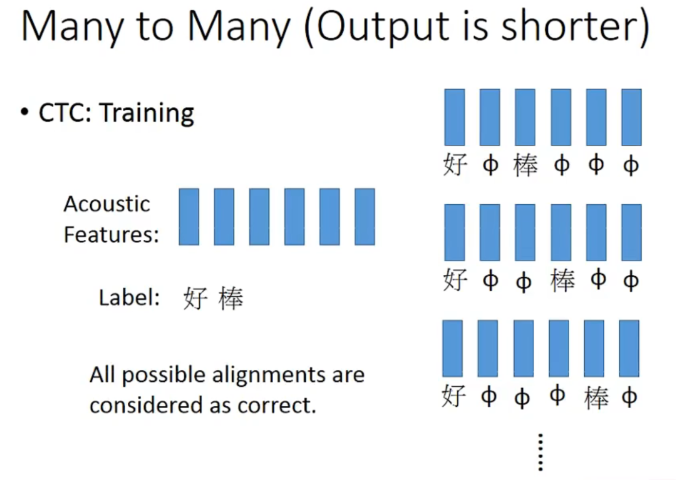 Many to Many (Output is shorter)
• CTC: Training
Acoustic
Features:
Label: 好 棒
All possible alignments are
considered as correct.
好 ф 棒 ф ф ф
好 ф ф 棒 ф ф
好 ф ф ф 棒 ф